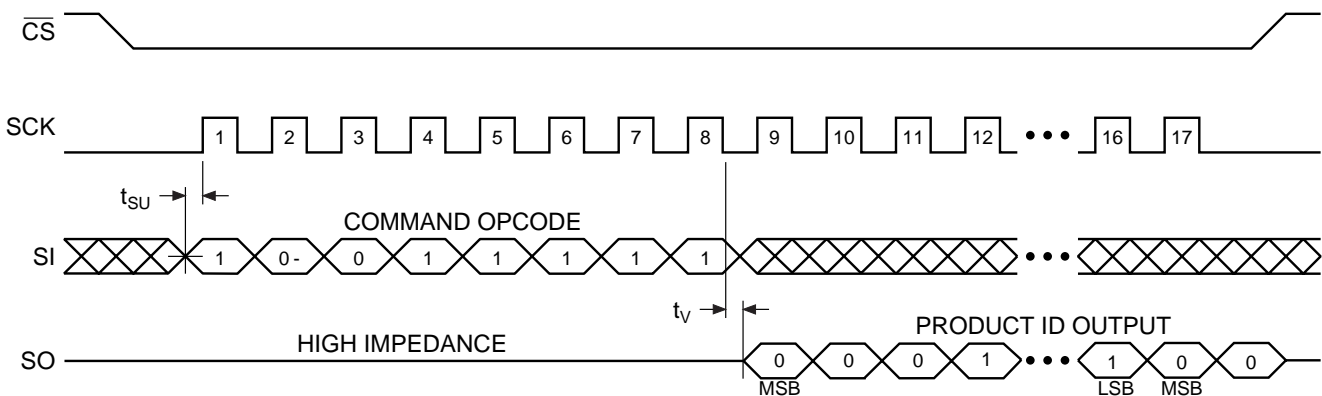 CS
SCK
1 2 3 4 5 6 7 8 9 10 11 12 ••• 16 17
tSU
COMMAND OPCODE
SI
1 0- 0 1 1 1 1 1 •••
tV
PRODUCT ID OUTPUT
HIGH IMPEDANCE
SO
0 0 0 1 ••• 1 0 0
MSB LSB MSB